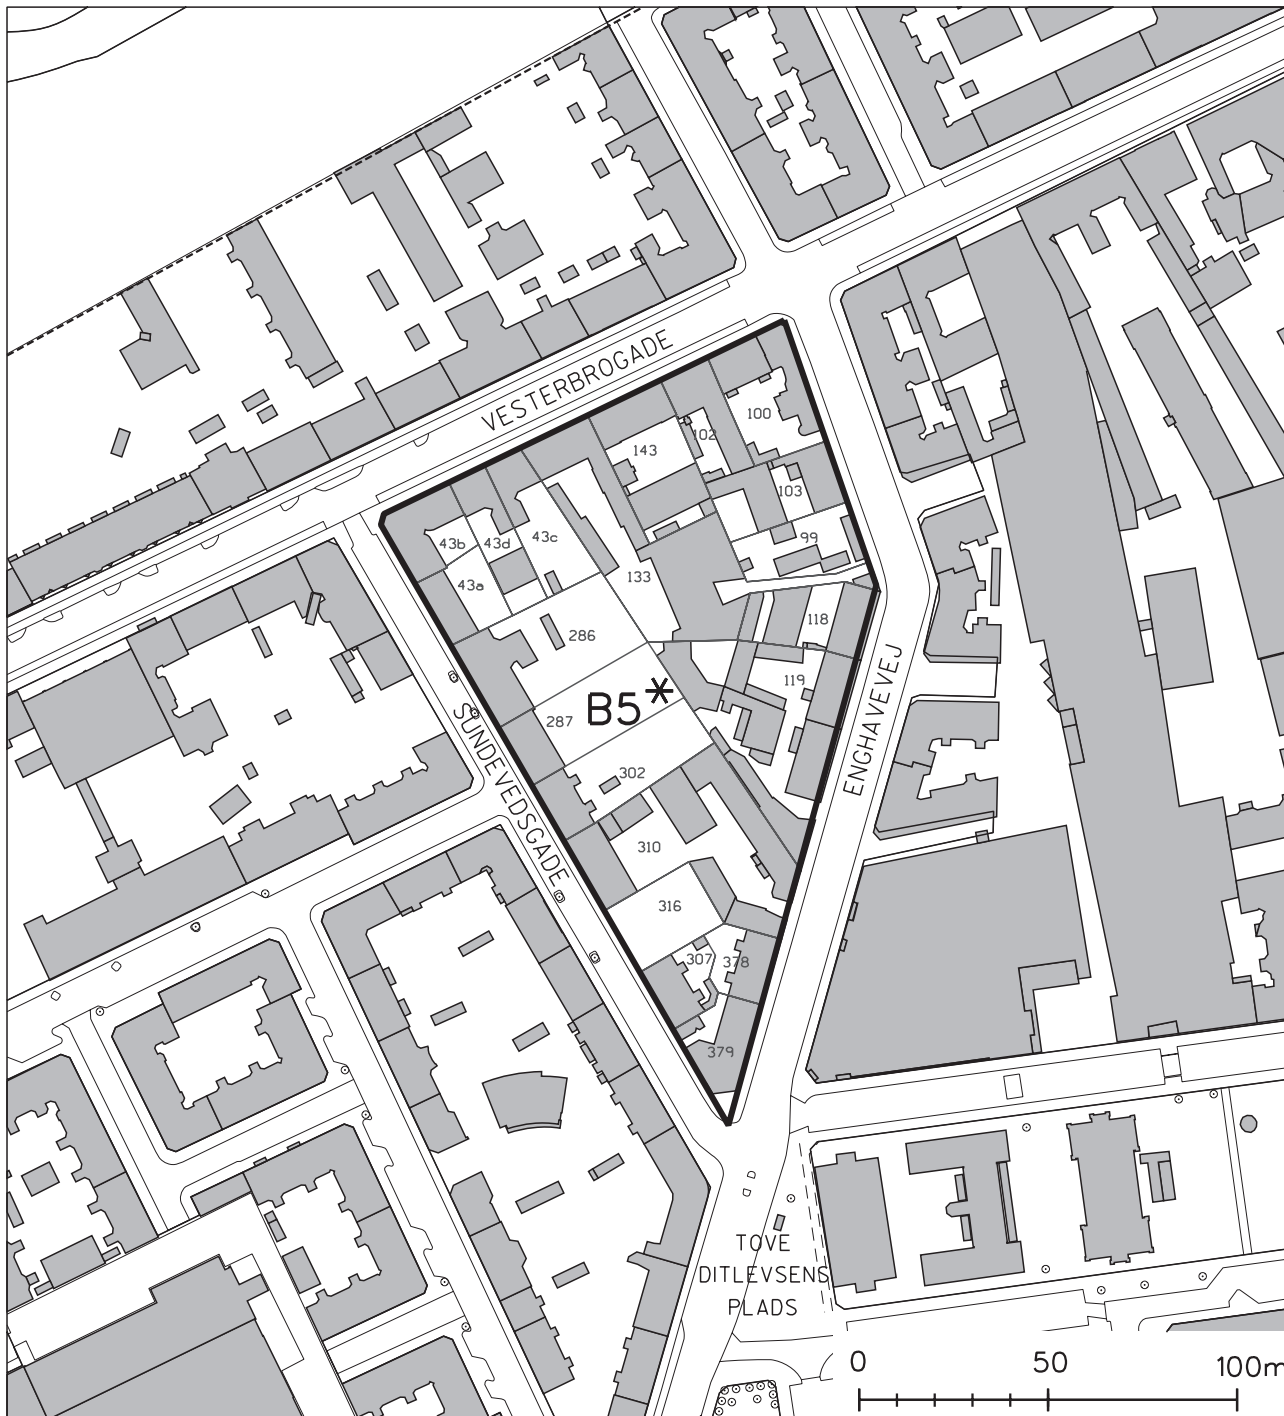 VESTERBROGADE
100
102
143
103
43b
43d
43c
99
43a
133
118
286
119
B5*
287
SUNDEVEDSGADE
ENGHAVEVEJ
302
310
316
307
378
379
TOVE
DITLEVSENS
PLADS
0 50 100m